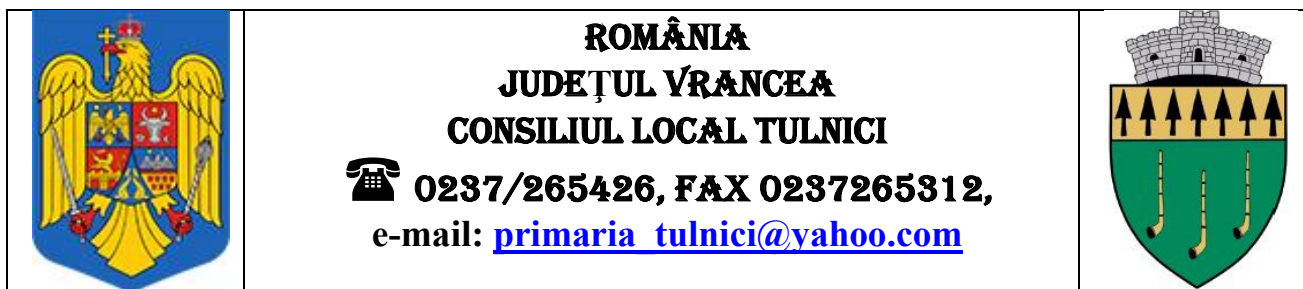 ROMÂNIA
JUDEŢUL VRANCEA
CONSILIUL LOCAL TULNICI
☎ 0237/265426, FAX 0237265312,
e-mail: primaria_tulnici@yahoo.com